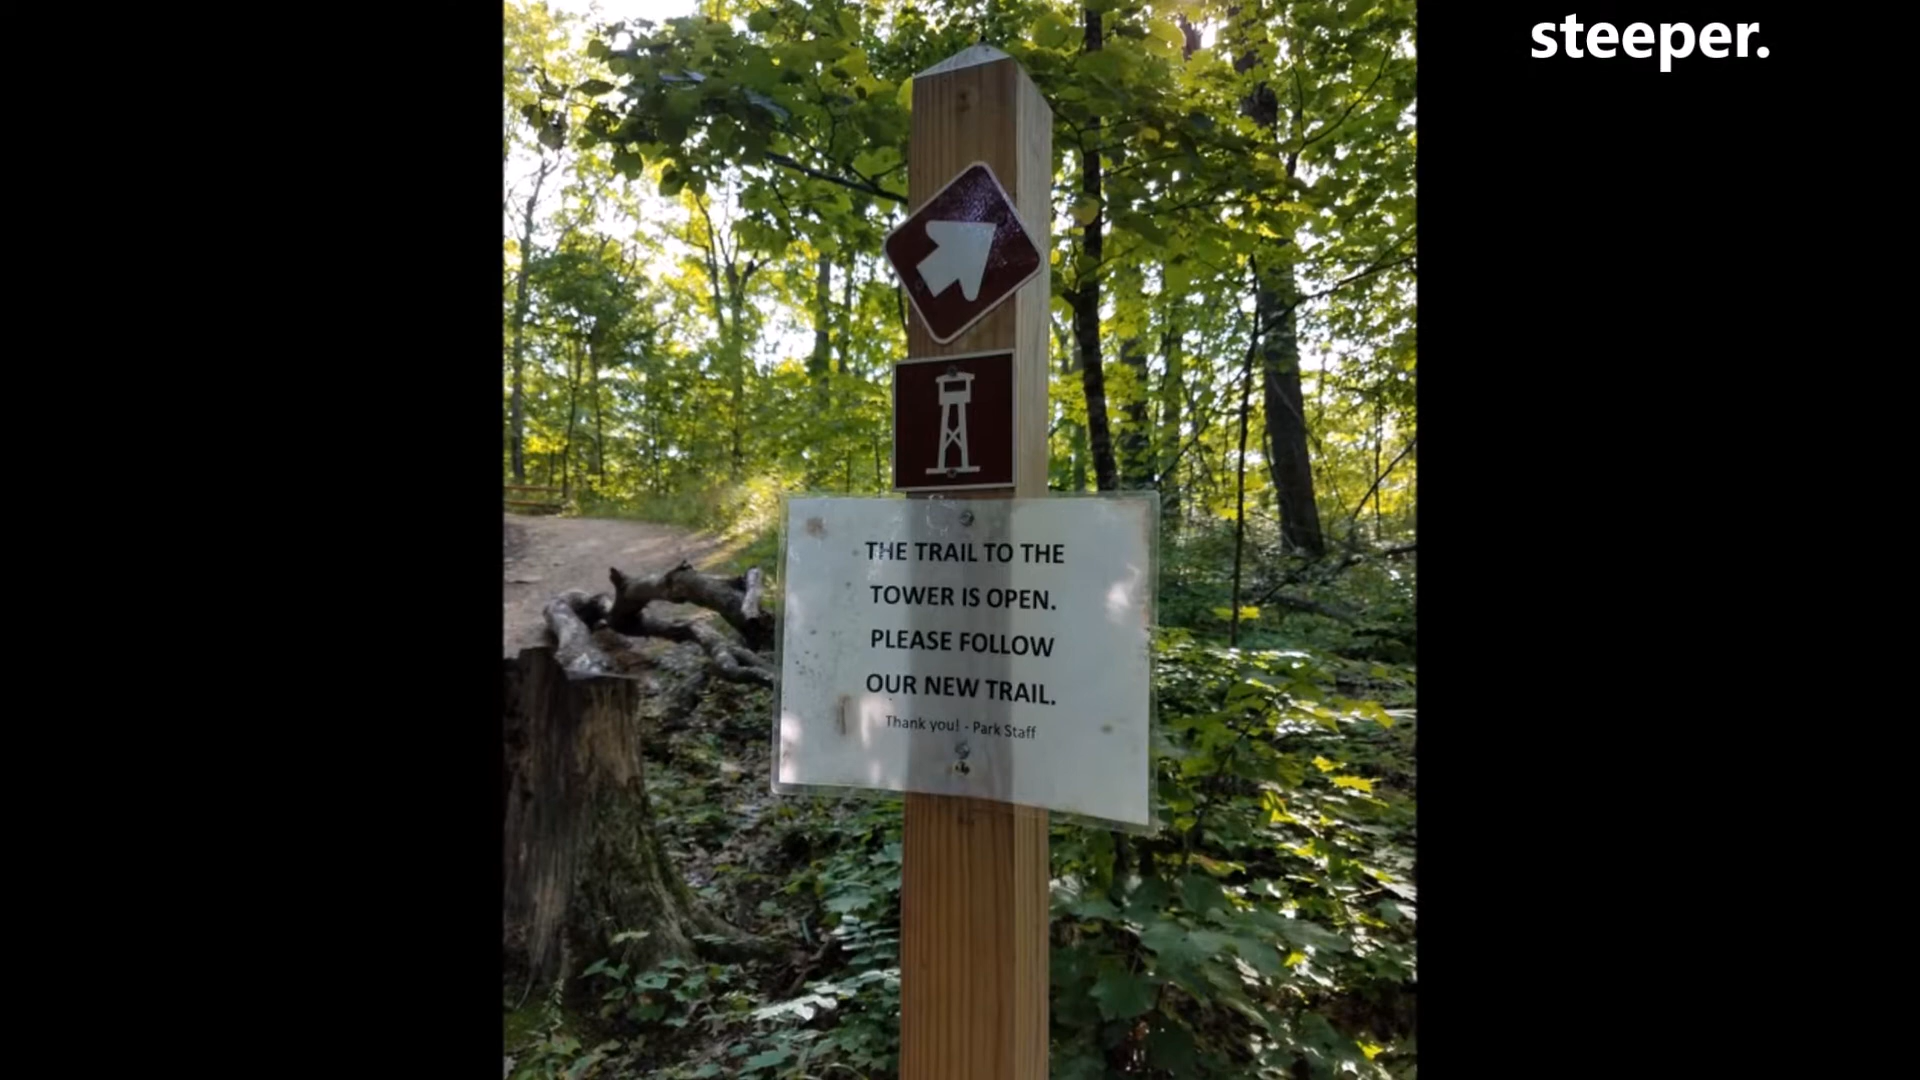 steeper.
THE TRAIL TO THE
TOWER IS OPEN.
PLEASE FOLLOW
OUR NEW TRAIL.
Thank you! - Park Staff